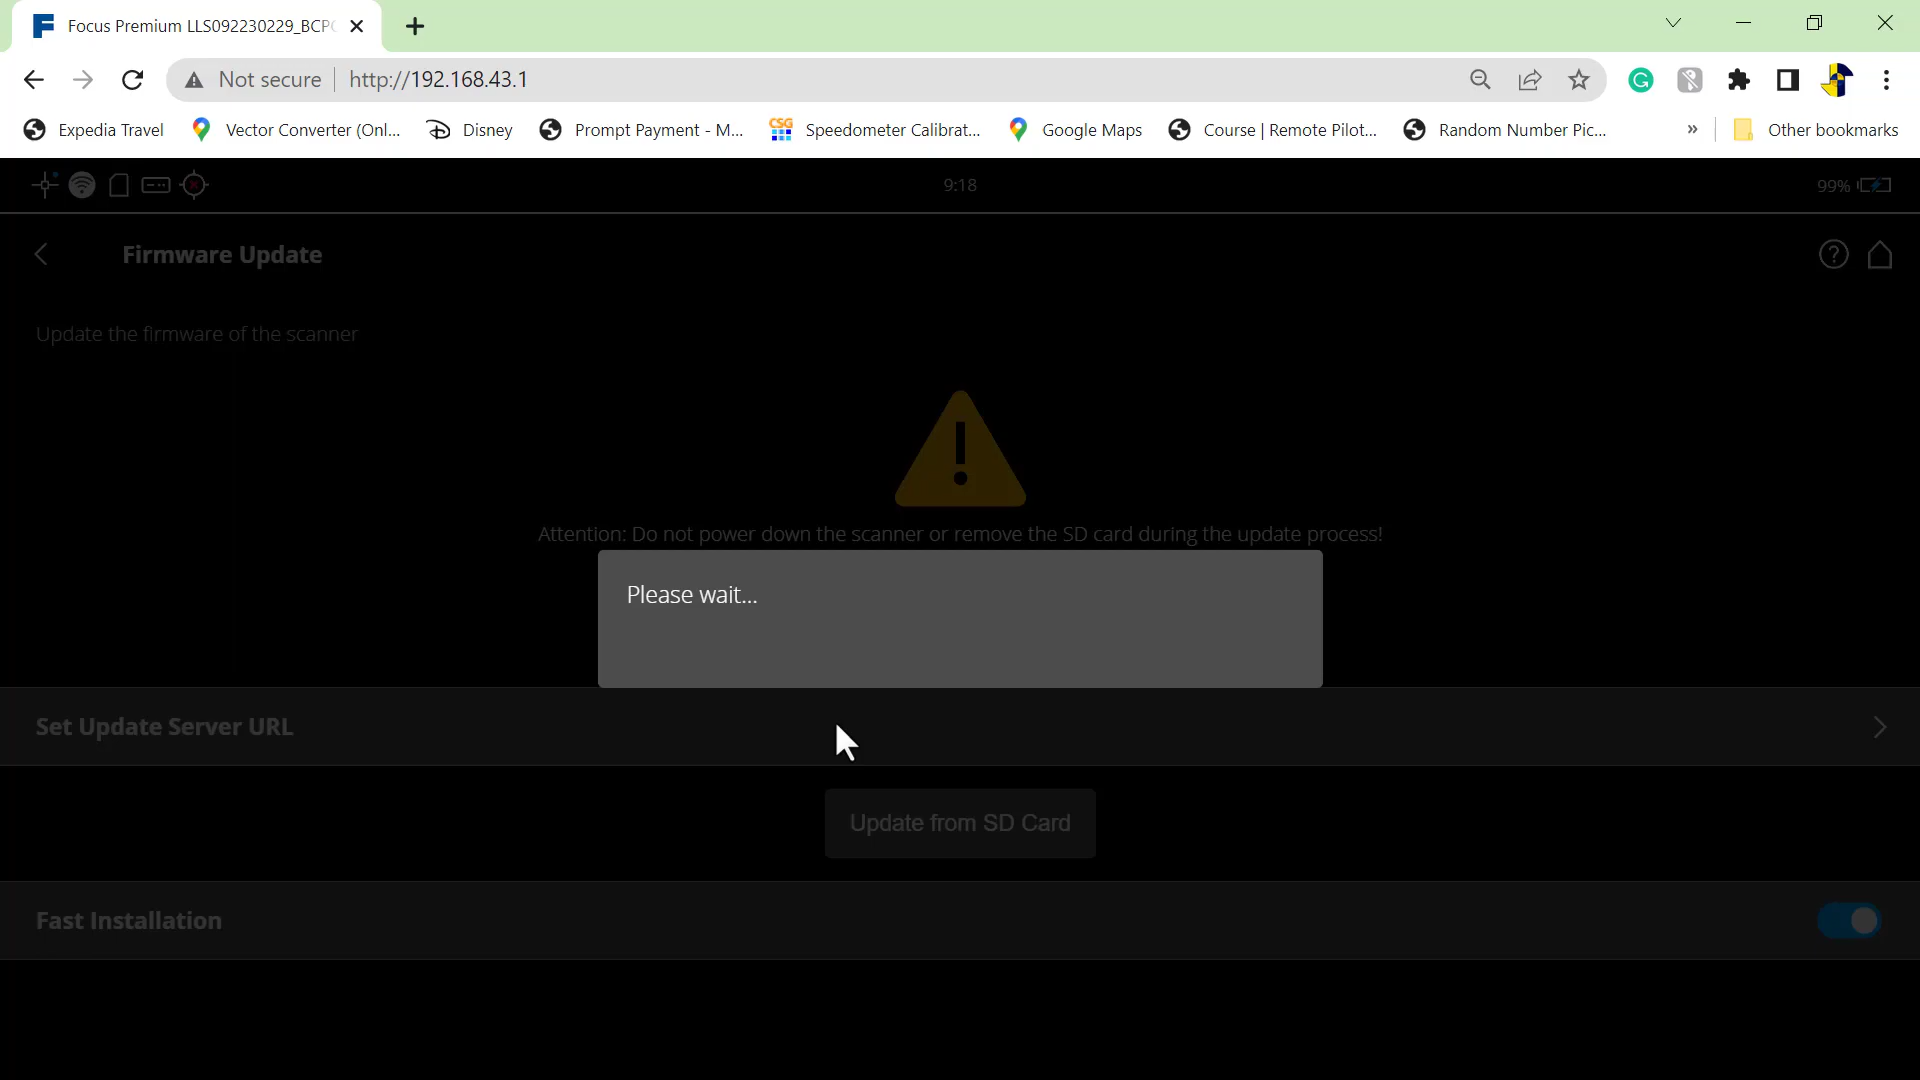 Focus Premium LLS092230229_BCPC
Not secure http://192.168.43.1
Expedia Travel Vector Converter (Onl... Disney Prompt Payment - M... CSG Speedometer Calibrat... Google Maps Course | Remote Pilot... Random Number Pic... » Other bookmarks
9:18 99%
Firmware Update
Update the firmware of the scanner
Attention: Do not power down the scanner or remove the SD card during the update process!
Please wait...
Set Update Server URL
Update from SD Card
Fast Installation